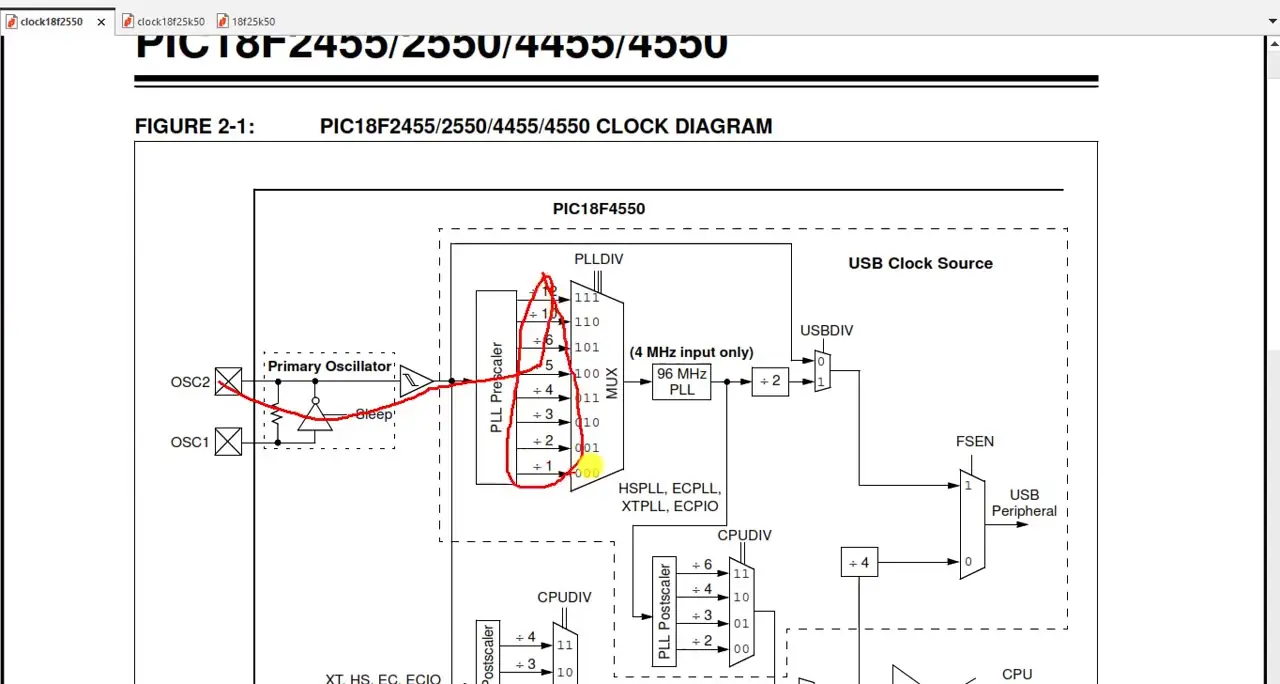 clock18f2550
clock18f25k50
18f25k50
PIC18F2455/2550/4455/4550
FIGURE 2-1: PIC18F2455/2550/4455/4550 CLOCK DIAGRAM
PIC18F4550
USB Clock Source
PLLDIV
÷ 12
111
÷ 10
110
÷ 6
101
÷ 5
100
÷ 4
011
÷ 3
010
÷ 2
001
÷ 1
000
PLL Prescaler
MUX
Primary Oscillator
OSC2
OSC1
Sleep
(4 MHz input only)
96 MHz
PLL
÷ 2
USBDIV
0
1
FSEN
1
0
USB
Peripheral
÷ 4
HSPLL, ECPLL,
XTPLL, ECPIO
CPUDIV
PLL Postscaler
÷ 6
11
÷ 4
10
÷ 3
01
÷ 2
00
CPUDIV
Postscaler
÷ 4
11
÷ 3
10
XT, HS, EC, ECIO
CPU